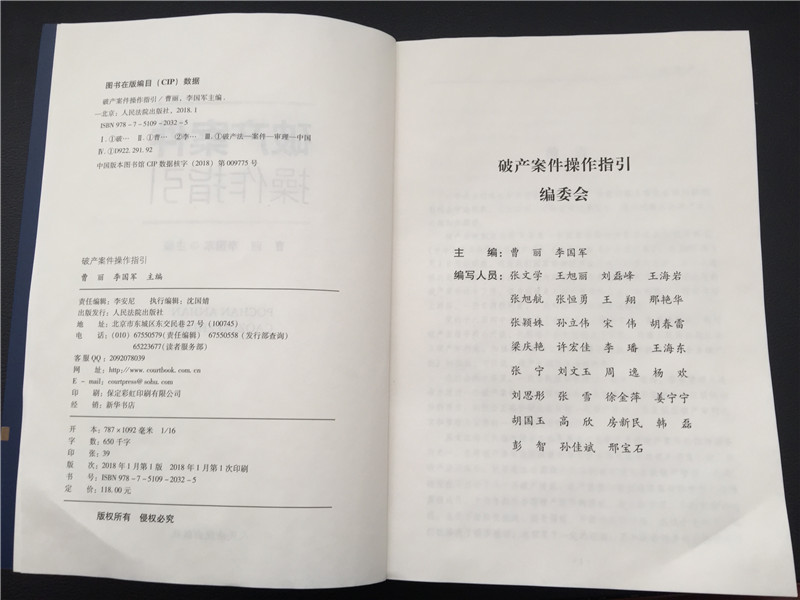 图书在版编目（CIP）数据
破产案件操作指引/曹丽，李国军主编．
—北京：人民法院出版社，2018.1
ISBN 978-7-5109-2032-5
Ⅰ.①破… Ⅱ.①曹… ②李… Ⅲ.①破产法—案件—审理—中国
Ⅳ.①D922.291.92
中国版本图书馆CIP数据核字（2018）第009775号
破产案件操作指引
曹 丽 李国军 主编
责任编辑：李安尼 执行编辑：沈国婧
出版发行：人民法院出版社
地 址：北京市东城区东交民巷27号（100745）
电 话：（010）67550579（责任编辑） 67550558（发行部查询）
65223677（读者服务部）
客服QQ：2092078039
网 址：http://www.courtbook.com.cn
E-mail：courtpress@sohu.com
印 刷：保定彩虹印刷有限公司
经 销：新华书店
开 本：787×1092毫米 1/16
字 数：650千字
印 张：39
版 次：2018年1月第1版 2018年1月第1次印刷
书 号：ISBN 978-7-5109-2032-5
定 价：118.00元
版权所有 侵权必究
破产案件操作指引
编委会
主 编：曹 丽 李国军
编写人员：张文学 王旭丽 刘磊峰 王海岩
张旭航 张恒勇 王 翔 那艳华
张颖姝 孙立伟 宋 伟 胡春雷
梁庆艳 许宏佳 李 璠 王海东
张 宁 刘文玉 周 逸 杨 欢
刘思彤 张 雪 徐金萍 姜宁宁
胡国玉 高 欣 房新民 韩 磊
彭 智 孙佳斌 邢宝石